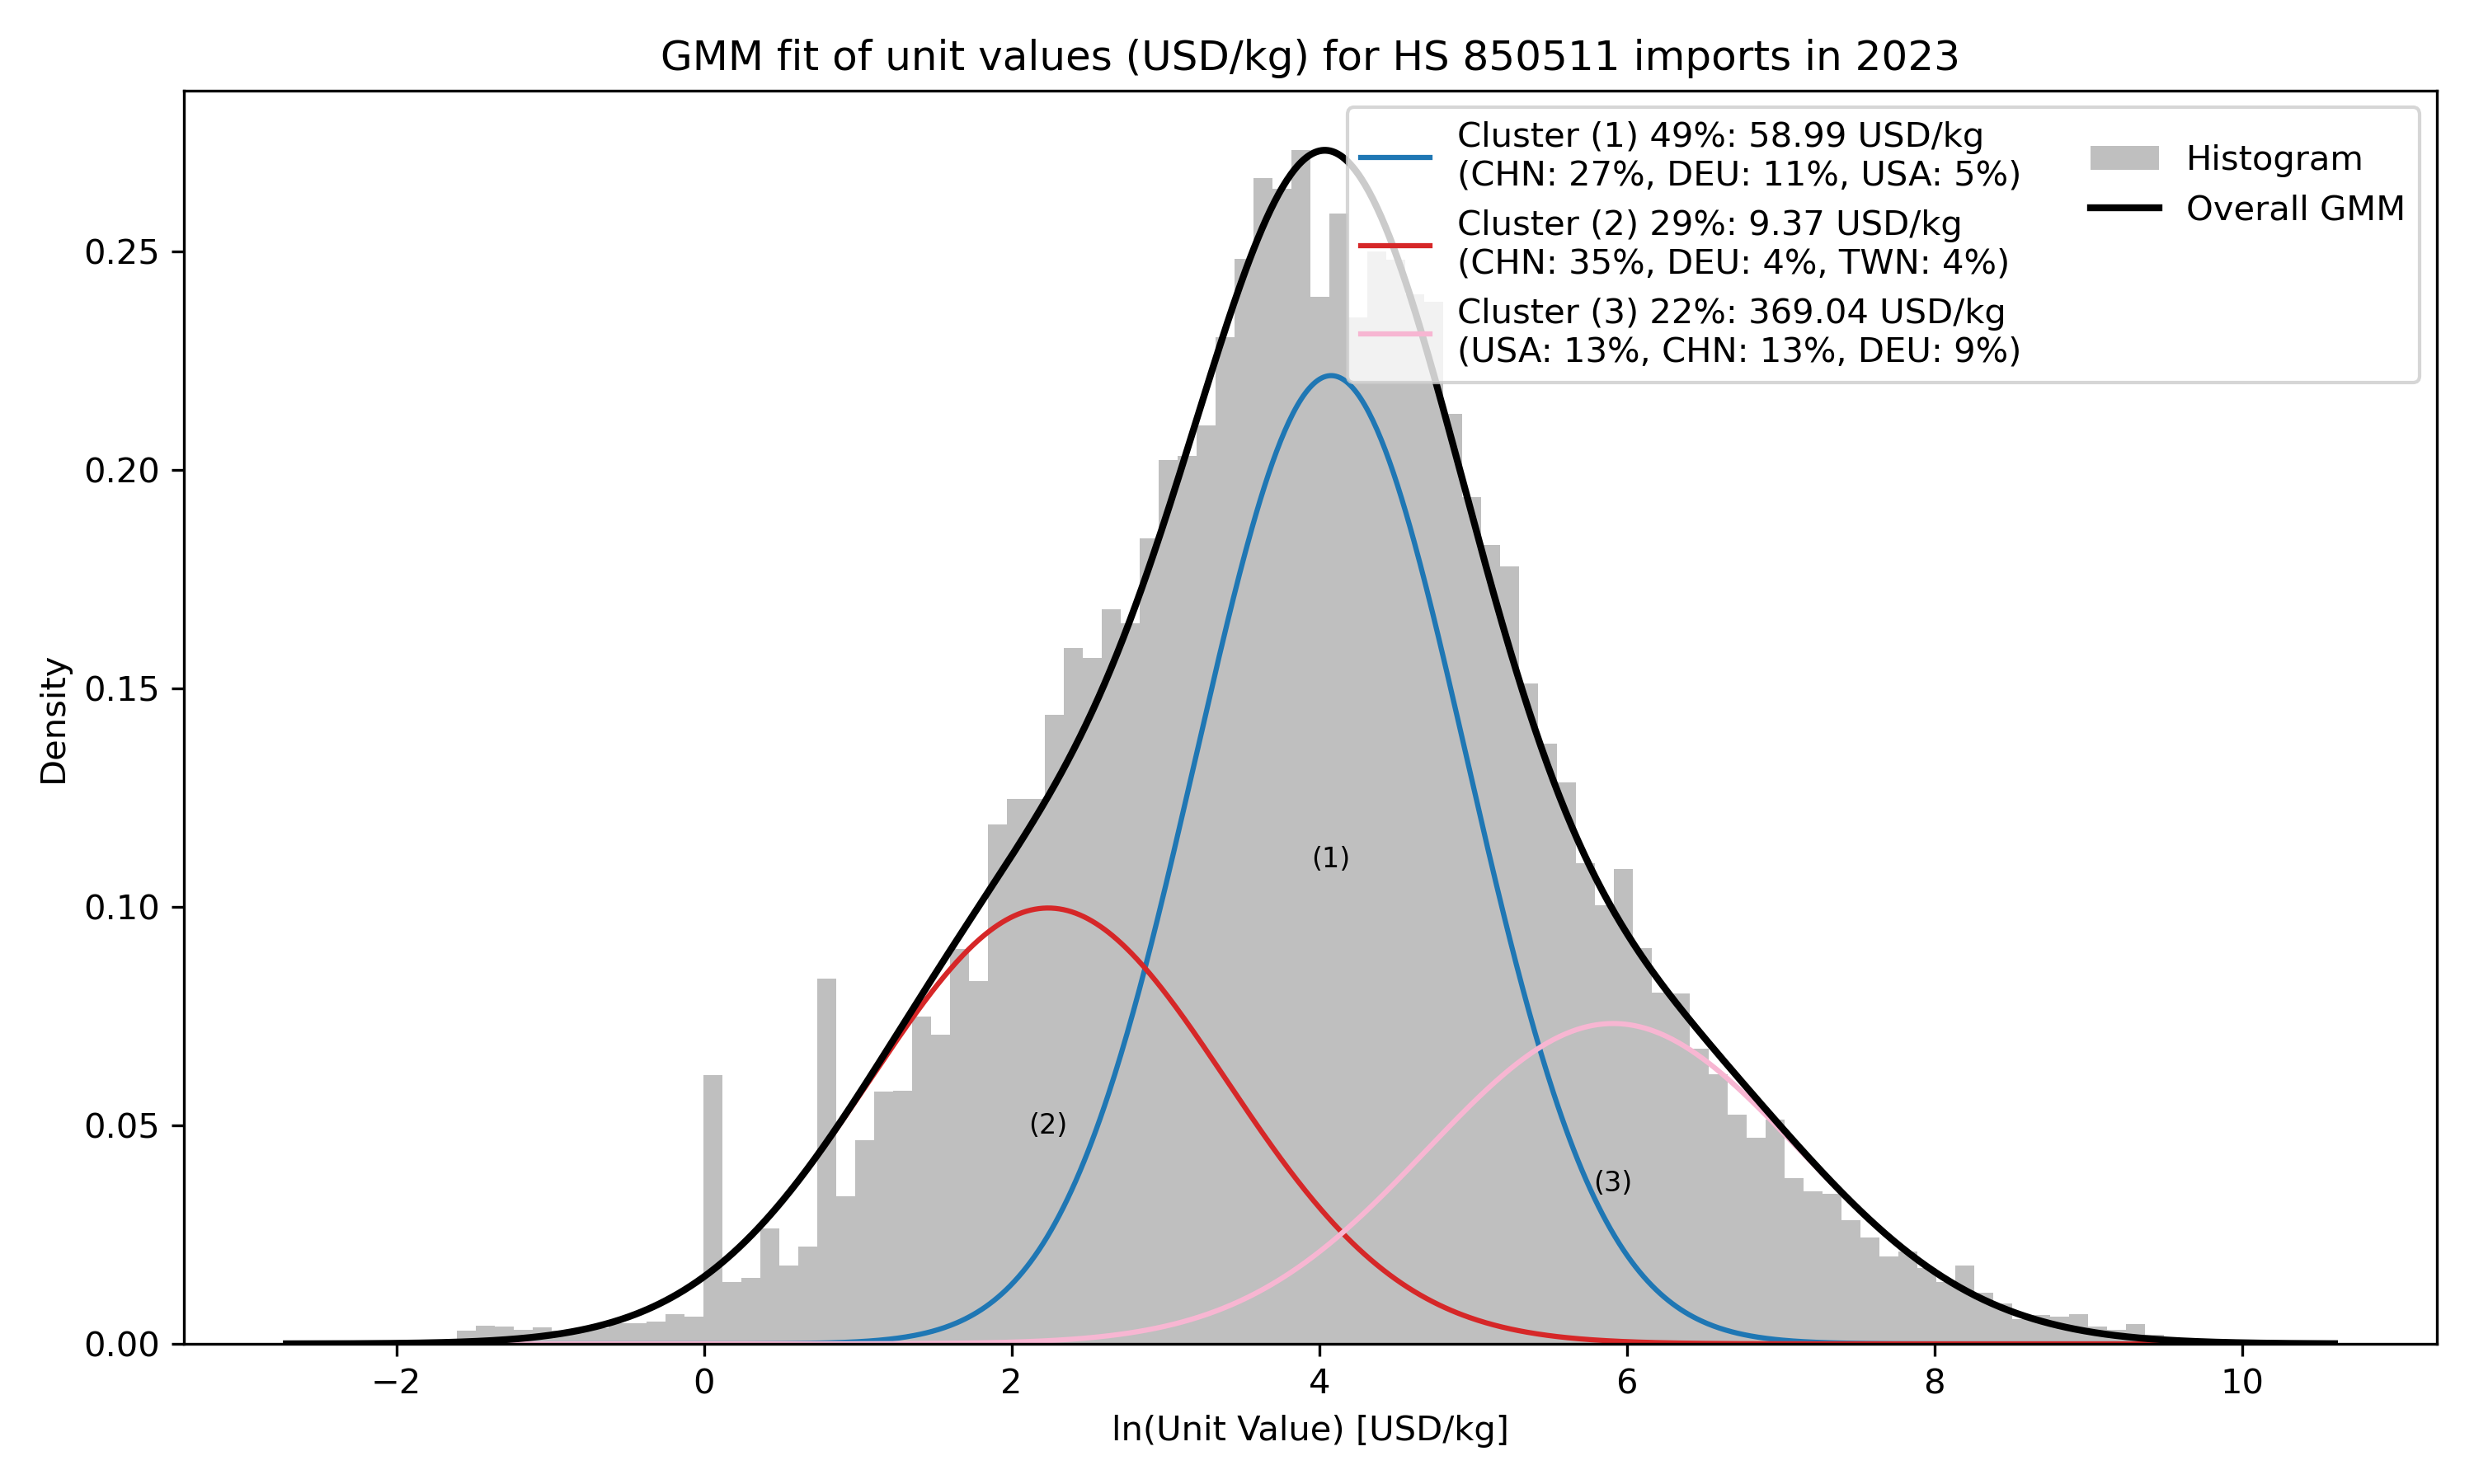 GMM fit of unit values (USD/kg) for HS 850511 imports in 2023
Cluster (1) 49%: 58.99 USD/kg
(CHN: 27%, DEU: 11%, USA: 5%)
Cluster (2) 29%: 9.37 USD/kg
(CHN: 35%, DEU: 4%, TWN: 4%)
Cluster (3) 22%: 369.04 USD/kg
(USA: 13%, CHN: 13%, DEU: 9%)
Histogram
Overall GMM
Density
0.25
0.20
0.15
0.10
0.05
0.00
(1)
(2)
(3)
−2
0
2
4
6
8
10
ln(Unit Value) [USD/kg]